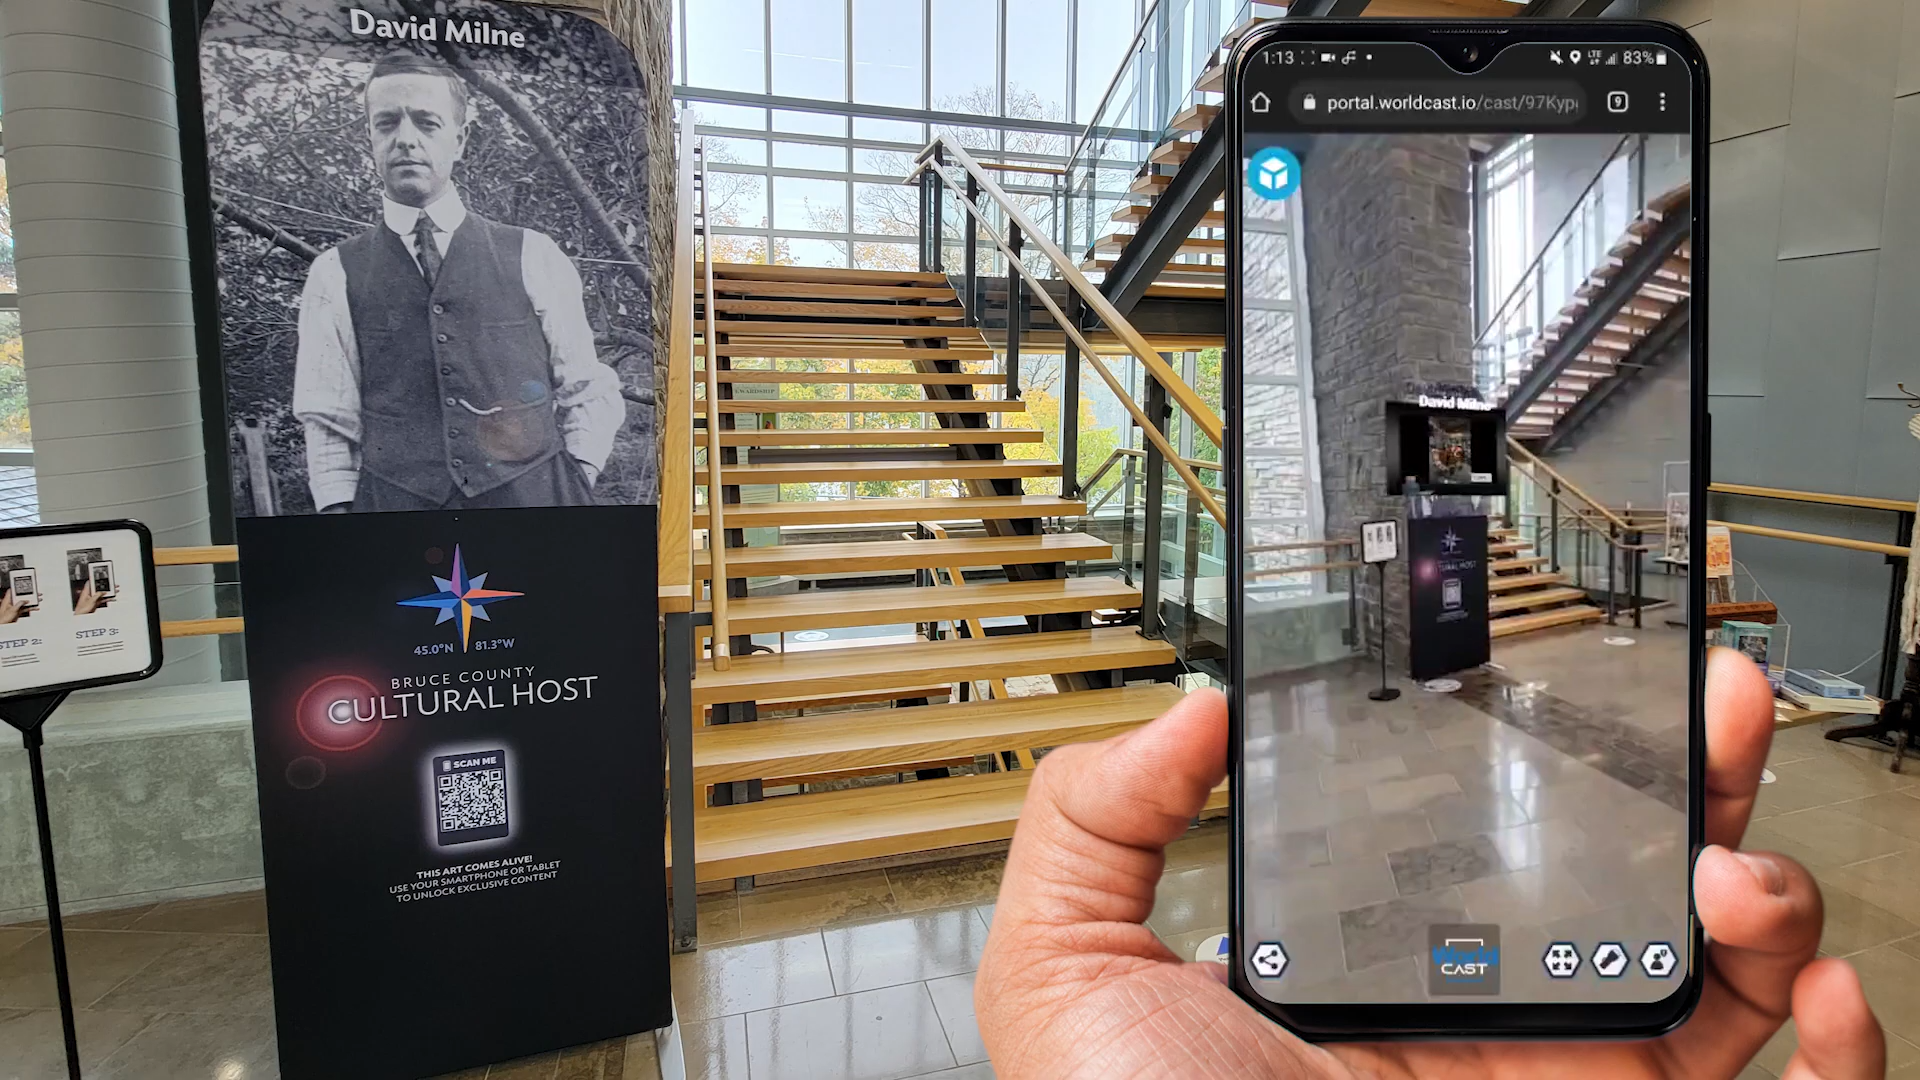 David Milne
STEP 2:
STEP 3:
45.0°N 81.3°W
BRUCE COUNTY
CULTURAL HOST
SCAN ME
THIS ART COMES ALIVE!
USE YOUR SMARTPHONE OR TABLET
TO UNLOCK EXCLUSIVE CONTENT
1:13
LTE
83%
portal.worldcast.io/cast/97Kyp
9
David Milne
World
CAST